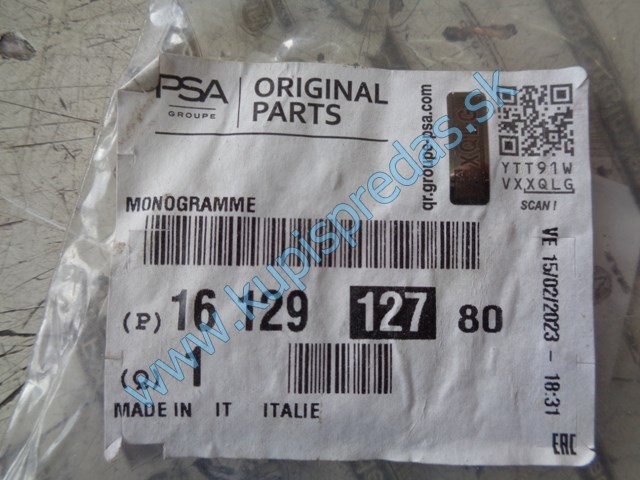 PSA
GROUPE
ORIGINAL
PARTS
qr.groupe-psa.com
XQLG
YTT91W
VXXQLG
SCAN !
MONOGRAMME
(P) 16 129 127 80
(Q) 1
MADE IN IT ITALIE
VE 15/02/2023 - 18:31
EAC
www.kupispredas.sk